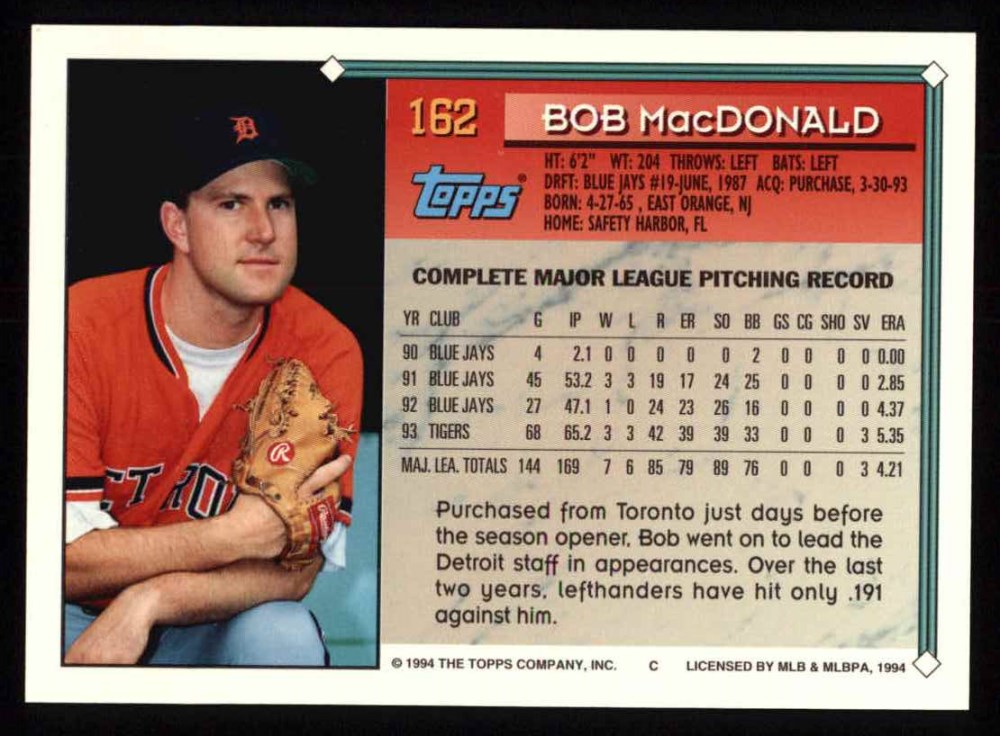 162 BOB MacDONALD
topps®
HT: 6'2" WT: 204 THROWS: LEFT BATS: LEFT
DRFT: BLUE JAYS #19-JUNE, 1987 ACQ: PURCHASE, 3-30-93
BORN: 4-27-65 , EAST ORANGE, NJ
HOME: SAFETY HARBOR, FL
D
R
DETROI
COMPLETE MAJOR LEAGUE PITCHING RECORD
YR CLUB G IP W L R ER SO BB GS CG SHO SV ERA
90 BLUE JAYS 4 2.1 0 0 0 0 0 2 0 0 0 0 0.00
91 BLUE JAYS 45 53.2 3 3 19 17 24 25 0 0 0 0 2.85
92 BLUE JAYS 27 47.1 1 0 24 23 26 16 0 0 0 0 4.37
93 TIGERS 68 65.2 3 3 42 39 39 33 0 0 0 3 5.35
MAJ. LEA. TOTALS 144 169 7 6 85 79 89 76 0 0 0 3 4.21
Purchased from Toronto just days before
the season opener, Bob went on to lead the
Detroit staff in appearances. Over the last
two years, lefthanders have hit only .191
against him.
© 1994 THE TOPPS COMPANY, INC. C LICENSED BY MLB & MLBPA, 1994